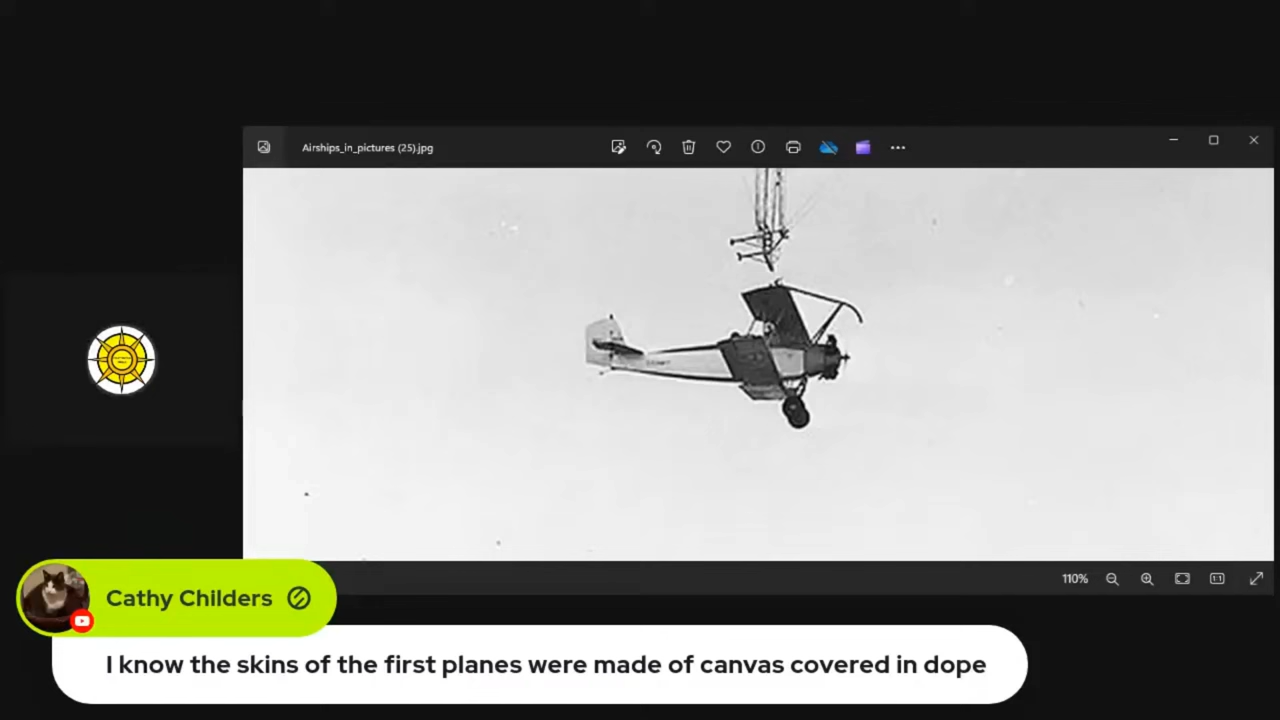 Airships_in_pictures (25).jpg
110%
Cathy Childers
I know the skins of the first planes were made of canvas covered in dope